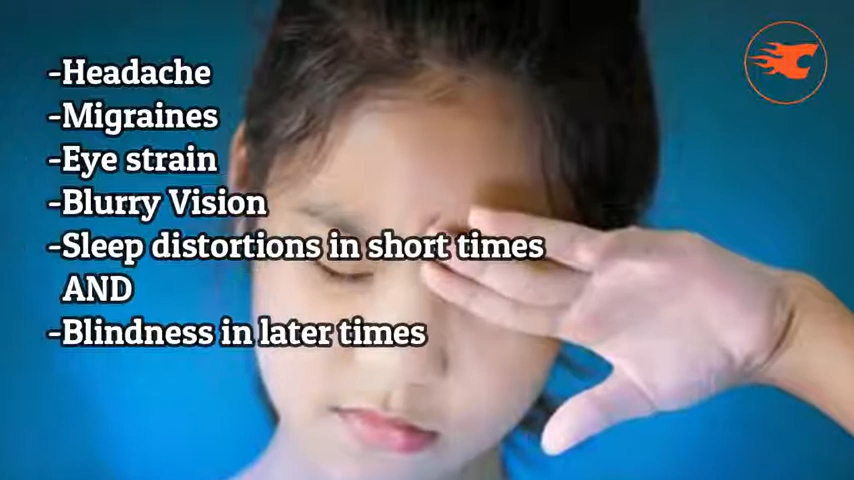 -Headache
-Migraines
-Eye strain
-Blurry Vision
-Sleep distortions in short times
AND
-Blindness in later times